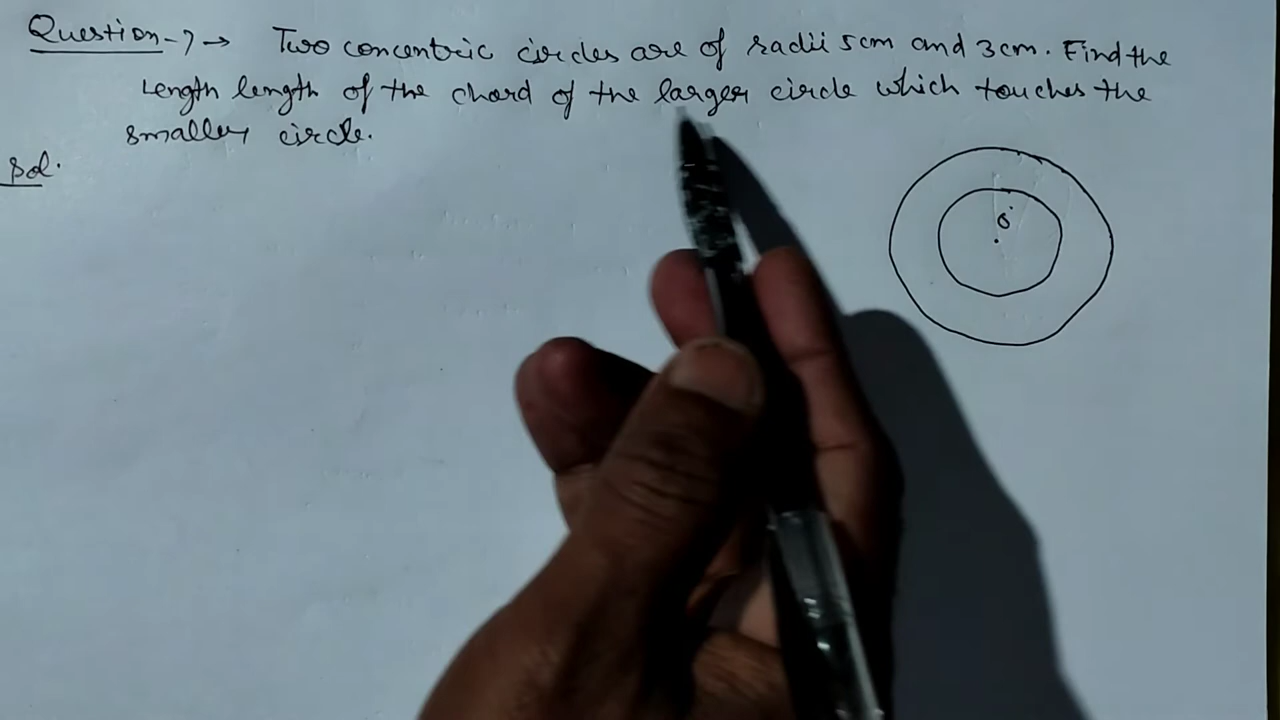 Question-7→ Two concentric circles are of radii 5cm and 3cm. Find the
Length length of the chord of the larger circle which touches the
smaller circle.
Sol.
O